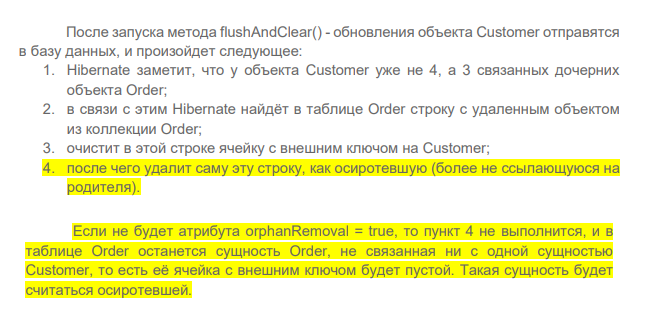 После запуска метода flushAndClear() - обновления объекта Customer отправятся
в базу данных, и произойдет следующее:
1. Hibernate заметит, что у объекта Customer уже не 4, а 3 связанных дочерних
объекта Order;
2. в связи с этим Hibernate найдёт в таблице Order строку с удаленным объектом
из коллекции Order;
3. очистит в этой строке ячейку с внешним ключом на Customer;
4. после чего удалит саму эту строку, как осиротевшую (более не ссылающуюся на
родителя).
Если не будет атрибута orphanRemoval = true, то пункт 4 не выполнится, и в
таблице Order останется сущность Order, не связанная ни с одной сущностью
Customer, то есть её ячейка с внешним ключом будет пустой. Такая сущность будет
считаться осиротевшей.